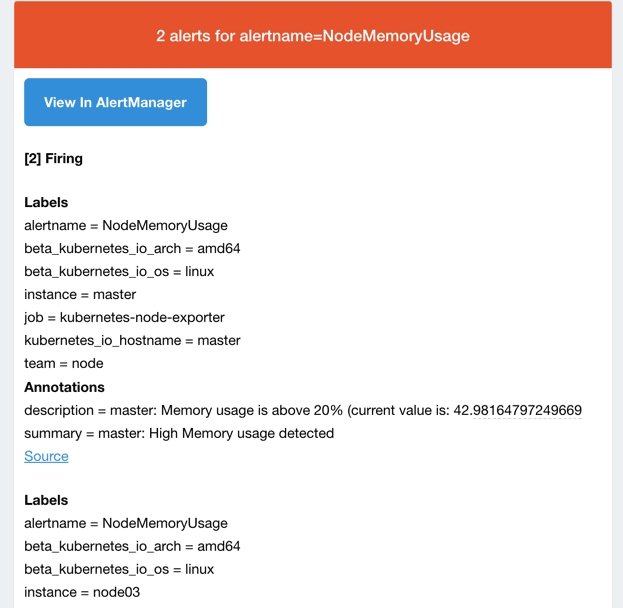 2 alerts for alertname=NodeMemoryUsage
View In AlertManager
[2] Firing
Labels
alertname = NodeMemoryUsage
beta_kubernetes_io_arch = amd64
beta_kubernetes_io_os = linux
instance = master
job = kubernetes-node-exporter
kubernetes_io_hostname = master
team = node
Annotations
description = master: Memory usage is above 20% (current value is: 42.98164797249669
summary = master: High Memory usage detected
Source
Labels
alertname = NodeMemoryUsage
beta_kubernetes_io_arch = amd64
beta_kubernetes_io_os = linux
instance = node03